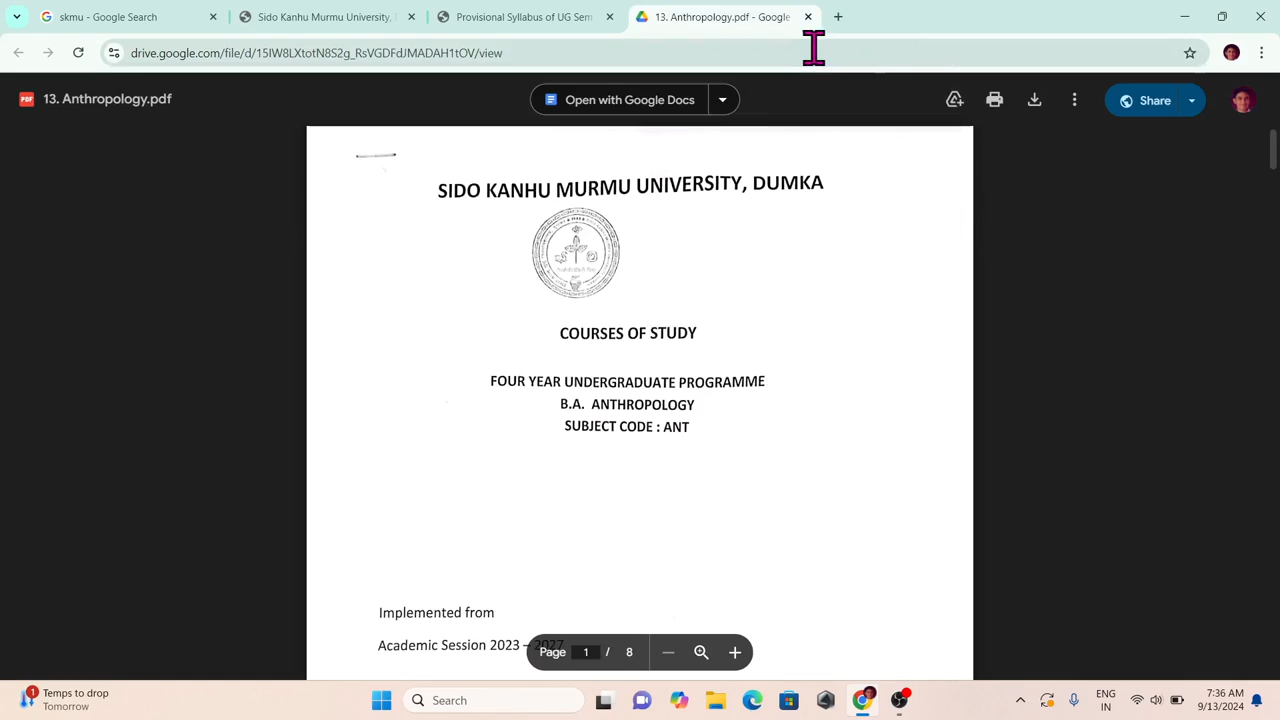 skmu - Google Search
Sido Kanhu Murmu University,
Provisional Syllabus of UG Sem
13. Anthropology.pdf - Google
drive.google.com/file/d/15IW8LXtotN8S2g_RsVGDFdJMADAH1tOV/view
PDF
13. Anthropology.pdf
Open with Google Docs
Share
SIDO KANHU MURMU UNIVERSITY, DUMKA
COURSES OF STUDY
FOUR YEAR UNDERGRADUATE PROGRAMME
B.A. ANTHROPOLOGY
SUBJECT CODE : ANT
Implemented from
Academic Session 2023 – 2027
Page 1 / 8
1
Temps to drop
Tomorrow
Search
ENG
IN
7:36 AM
9/13/2024